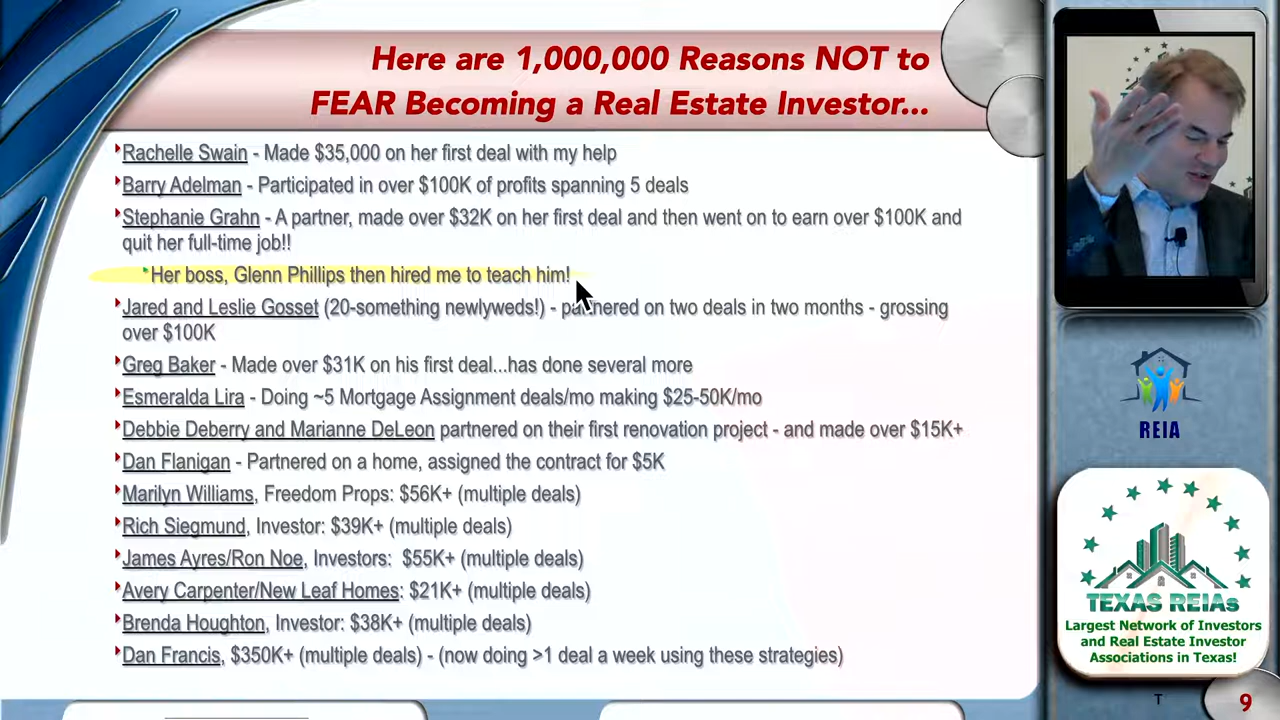 Here are 1,000,000 Reasons NOT to
FEAR Becoming a Real Estate Investor...
Rachelle Swain - Made $35,000 on her first deal with my help
Barry Adelman - Participated in over $100K of profits spanning 5 deals
Stephanie Grahn - A partner, made over $32K on her first deal and then went on to earn over $100K and
quit her full-time job!!
Her boss, Glenn Phillips then hired me to teach him!
Jared and Leslie Gosset (20-something newlyweds!) - partnered on two deals in two months - grossing
over $100K
Greg Baker - Made over $31K on his first deal...has done several more
Esmeralda Lira - Doing ~5 Mortgage Assignment deals/mo making $25-50K/mo
Debbie Deberry and Marianne DeLeon partnered on their first renovation project - and made over $15K+
Dan Flanigan - Partnered on a home, assigned the contract for $5K
Marilyn Williams, Freedom Props: $56K+ (multiple deals)
Rich Siegmund, Investor: $39K+ (multiple deals)
James Ayres/Ron Noe, Investors: $55K+ (multiple deals)
Avery Carpenter/New Leaf Homes: $21K+ (multiple deals)
Brenda Houghton, Investor: $38K+ (multiple deals)
Dan Francis, $350K+ (multiple deals) - (now doing >1 deal a week using these strategies)
REIA
TEXAS REIAs
Largest Network of Investors
and Real Estate Investor
Associations in Texas!
T
9